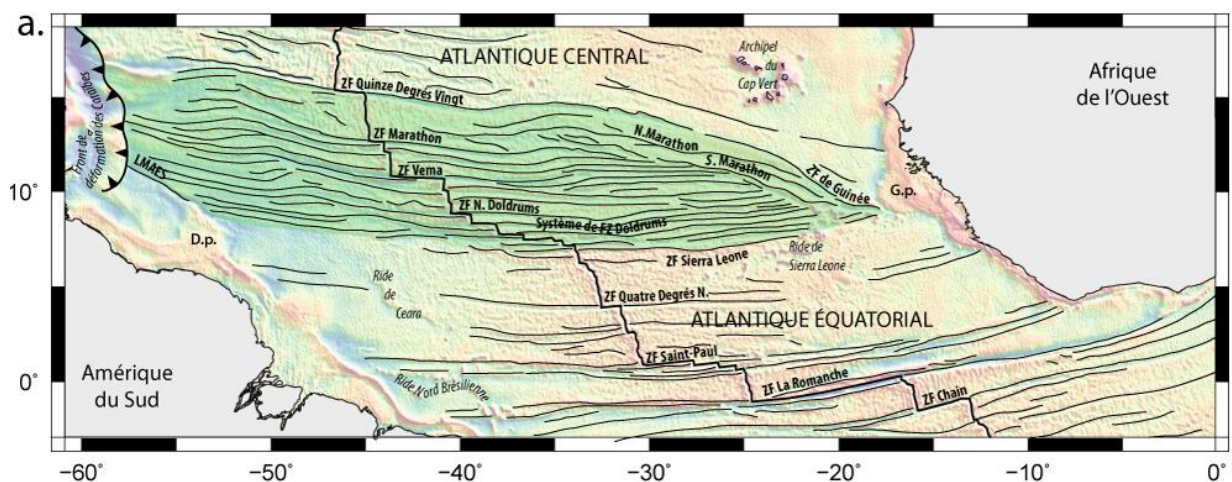 a.
ATLANTIQUE CENTRAL
Archipel
du
Cap Vert
Afrique
de l'Ouest
Front de
déformation des Caraïbes
ZF Quinze Degrés Vingt
ZF Marathon
N.Marathon
S. Marathon
ZF de Guinée
LMAES
ZF Vema
G.p.
10°
ZF N. Doldrums
Système de FZ Doldrums
D.p.
ZF Sierra Leone
Ride de
Sierra Leone
Ride
de
Ceara
ZF Quatre Degrés N.
ATLANTIQUE ÉQUATORIAL
ZF Saint-Paul
Amérique
du Sud
0°
Ride Nord Brésilienne
ZF La Romanche
ZF Chain
−60° −50° −40° −30° −20° −10° 0°